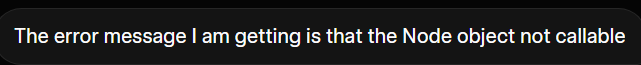 The error message I am getting is that the Node object not callable